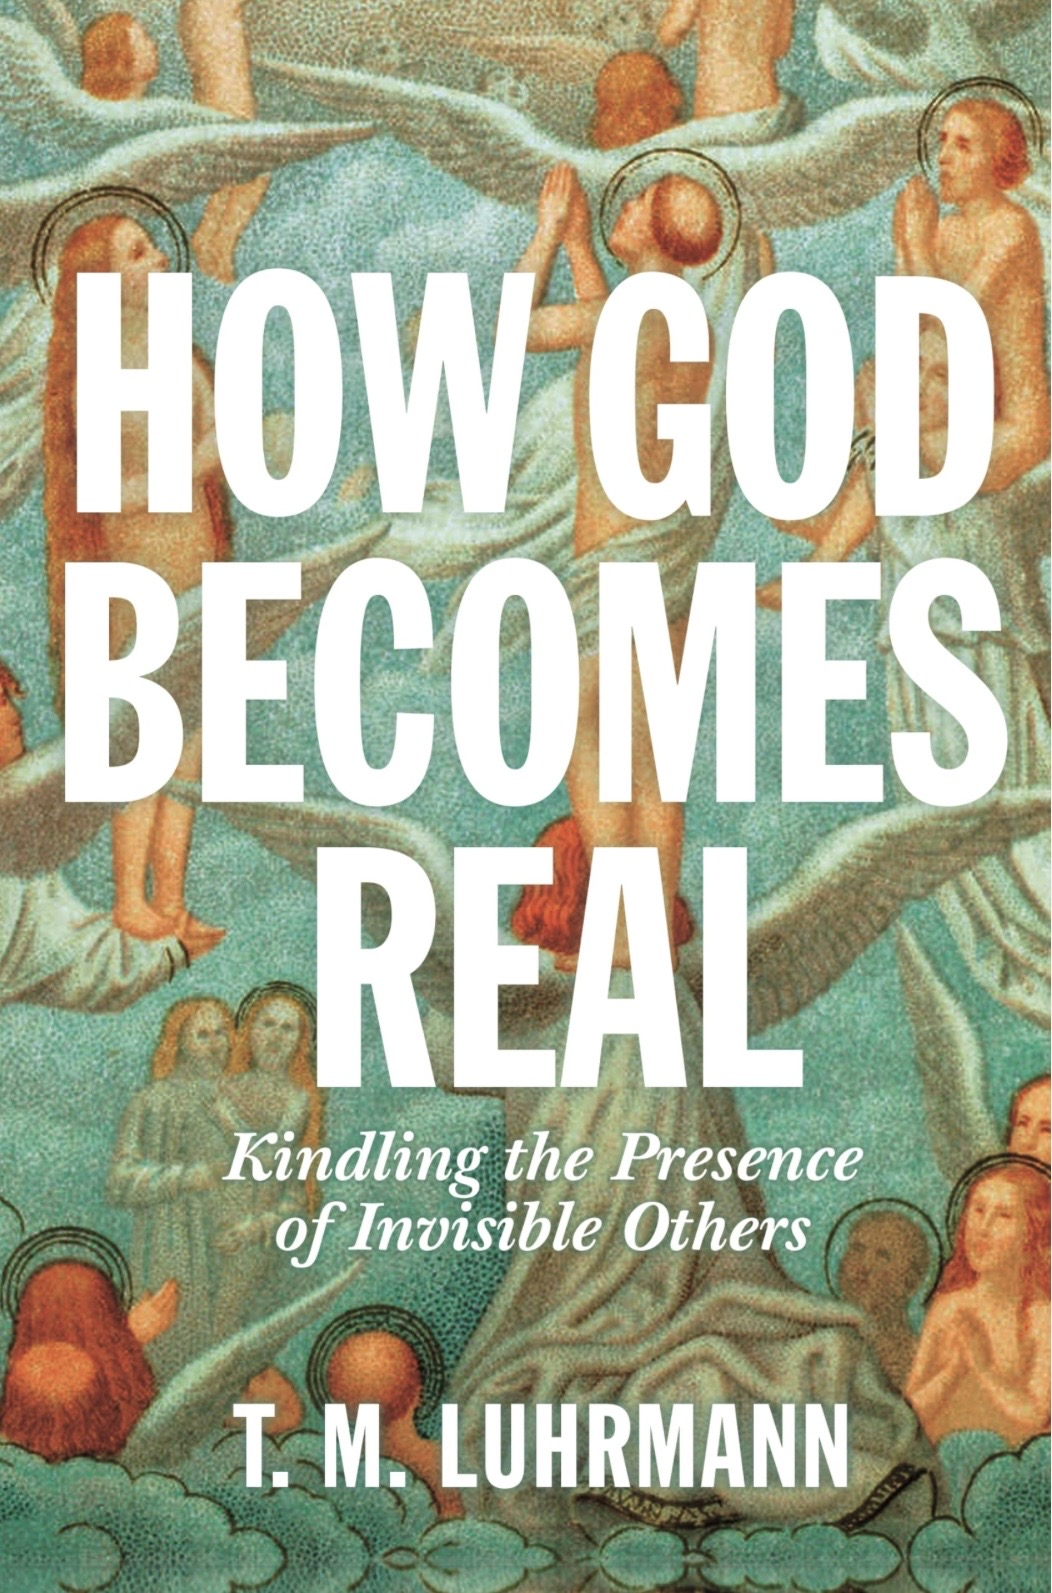 HOW GOD
BECOMES
REAL
Kindling the Presence
of Invisible Others
T. M. LUHRMANN